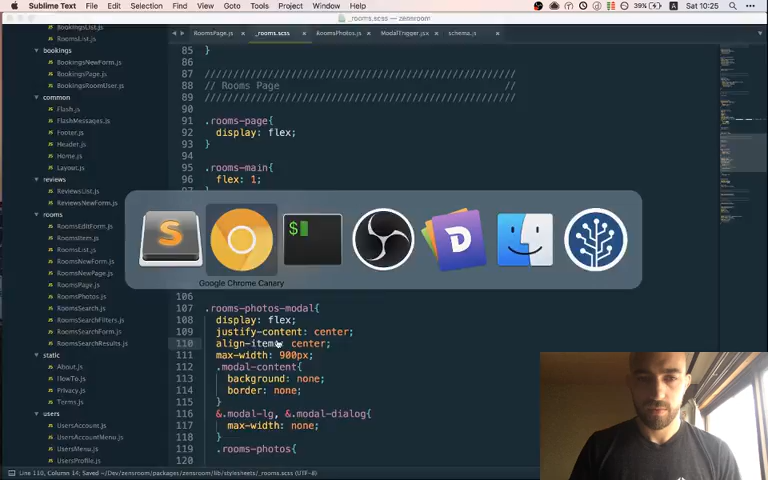 Sublime Text File Edit Selection Find View Goto Tools Project Window Help
39% Sat 10:25
_rooms.scss — zensroom
RoomsPage.js × _rooms.scss × RoomsPhotos.js × ModalTrigger.jsx × schema.js ×
BookingsList.js
RoomsList.js
bookings
BookingsNewForm.js
BookingsPage.js
BookingsRoomUser.js
common
Flash.js
FlashMessages.js
Footer.js
Header.js
Home.js
Layout.js
reviews
ReviewsList.js
ReviewsNewForm.js
rooms
RoomsEditForm.js
RoomsItem.js
RoomsList.js
RoomsNewForm.js
RoomsNewPage.js
RoomsPage.js
RoomsPhotos.js
RoomsSearch.js
RoomsSearchFilters.js
RoomsSearchForm.js
RoomsSearchResults.js
static
About.js
HowTo.js
Privacy.js
Terms.js
users
UsersAccount.js
UsersAccountMenu.js
UsersMenu.js
UsersProfile.js
85 }
86
87 /////////////////////////////////////////////////////
88 // Rooms Page //
89 /////////////////////////////////////////////////////
90
91 .rooms-page{
92 display: flex;
93 }
94
95 .rooms-main{
96 flex: 1;
Google Chrome Canary
106
107 .rooms-photos-modal{
108 display: flex;
109 justify-content: center;
110 align-items: center;
111 max-width: 900px;
112 .modal-content{
113 background: none;
114 border: none;
115 }
116 &.modal-lg, &.modal-dialog{
117 max-width: none;
118 }
119 .rooms-photos{
120
Line 110, Column 14; Saved ~/Dev/zensroom/packages/zensroom/lib/stylesheets/_rooms.scss (UTF-8)